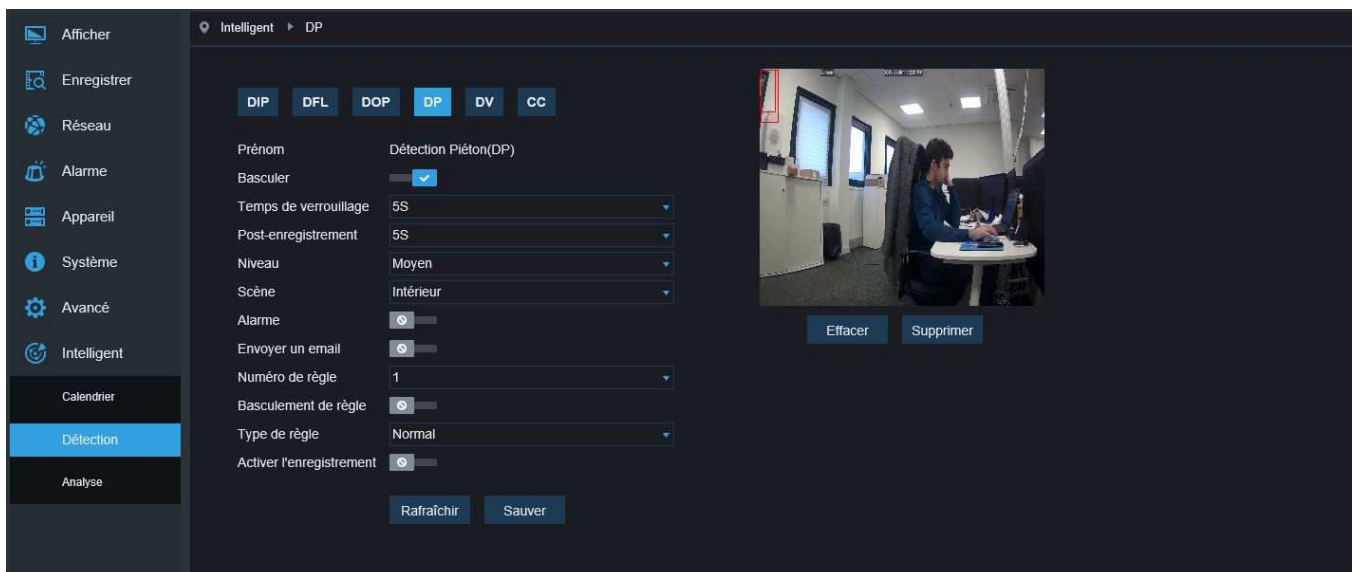 Afficher
Enregistrer
Réseau
Alarme
Appareil
Système
Avancé
Intelligent
Calendrier
Détection
Analyse
Intelligent DP
DIP DFL DOP DP DV CC
Prénom Détection Piéton(DP)
Basculer
Temps de verrouillage 5S
Post-enregistrement 5S
Niveau Moyen
Scène Intérieur
Alarme
Envoyer un email
Numéro de règle 1
Basculement de règle
Type de règle Normal
Activer l'enregistrement
Rafraîchir Sauver
Effacer Supprimer